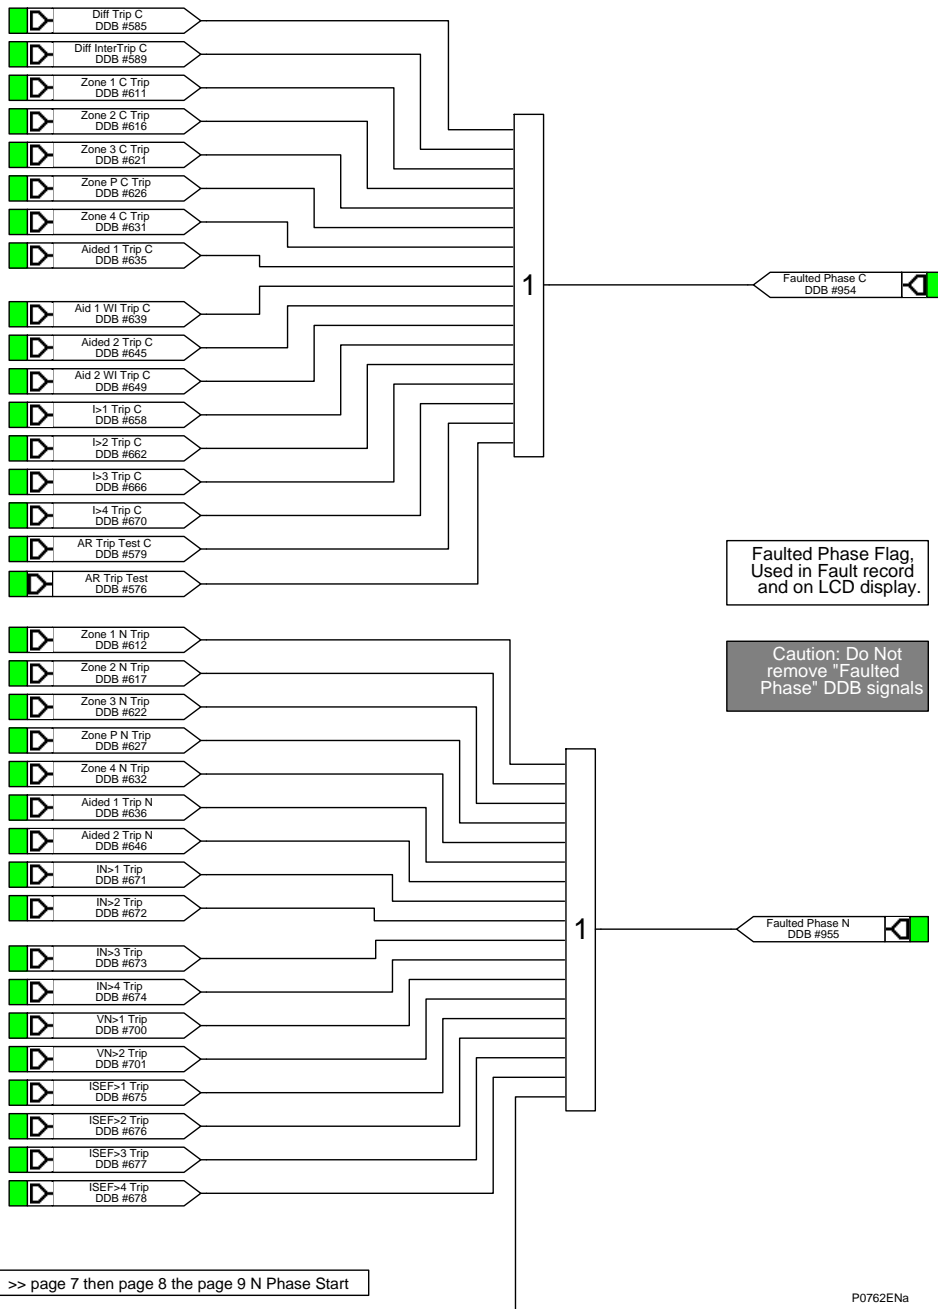 Diff Trip C
DDB #585
Diff InterTrip C
DDB #589
Zone 1 C Trip
DDB #611
Zone 2 C Trip
DDB #616
Zone 3 C Trip
DDB #621
Zone P C Trip
DDB #626
Zone 4 C Trip
DDB #631
Aided 1 Trip C
DDB #635
Aid 1 WI Trip C
DDB #639
Aided 2 Trip C
DDB #645
Aid 2 WI Trip C
DDB #649
I>1 Trip C
DDB #658
I>2 Trip C
DDB #662
I>3 Trip C
DDB #666
I>4 Trip C
DDB #670
AR Trip Test C
DDB #579
AR Trip Test
DDB #576
1
Faulted Phase C
DDB #954
Faulted Phase Flag,
Used in Fault record
and on LCD display.
Caution: Do Not
remove "Faulted
Phase" DDB signals
Zone 1 N Trip
DDB #612
Zone 2 N Trip
DDB #617
Zone 3 N Trip
DDB #622
Zone P N Trip
DDB #627
Zone 4 N Trip
DDB #632
Aided 1 Trip N
DDB #636
Aided 2 Trip N
DDB #646
IN>1 Trip
DDB #671
IN>2 Trip
DDB #672
IN>3 Trip
DDB #673
IN>4 Trip
DDB #674
VN>1 Trip
DDB #700
VN>2 Trip
DDB #701
ISEF>1 Trip
DDB #675
ISEF>2 Trip
DDB #676
ISEF>3 Trip
DDB #677
ISEF>4 Trip
DDB #678
1
Faulted Phase N
DDB #955
>> page 7 then page 8 the page 9 N Phase Start
P0762ENa